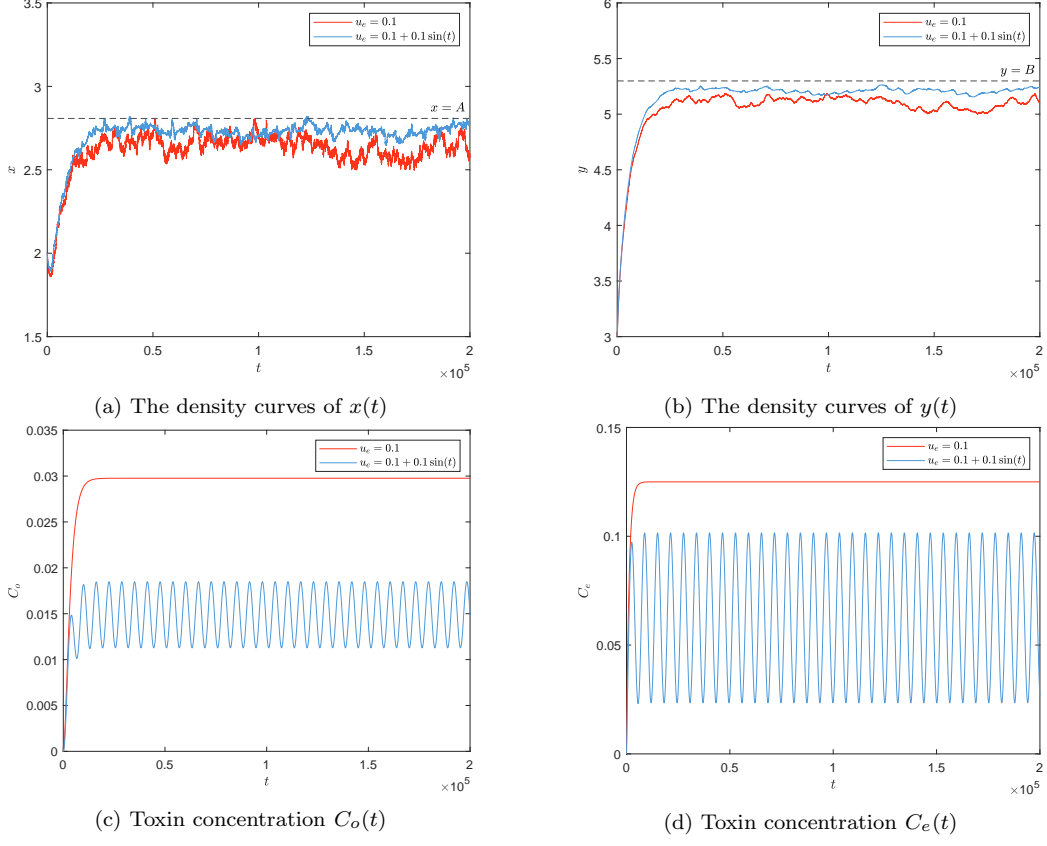 3.5
3
2.5
2
1.5
x
u_e = 0.1
u_e = 0.1 + 0.1 sin(t)
x = A
0 0.5 1 1.5 2
t
×10^5
(a) The density curves of x(t)
6
5.5
5
4.5
4
3.5
3
y
u_e = 0.1
u_e = 0.1 + 0.1 sin(t)
y = B
0 0.5 1 1.5 2
t
×10^5
(b) The density curves of y(t)
0.035
0.03
0.025
0.02
0.015
0.01
0.005
0
C_o
u_e = 0.1
u_e = 0.1 + 0.1 sin(t)
0 0.5 1 1.5 2
t
×10^5
(c) Toxin concentration C_o(t)
0.15
0.1
0.05
0
C_e
u_e = 0.1
u_e = 0.1 + 0.1 sin(t)
0 0.5 1 1.5 2
t
×10^5
(d) Toxin concentration C_e(t)